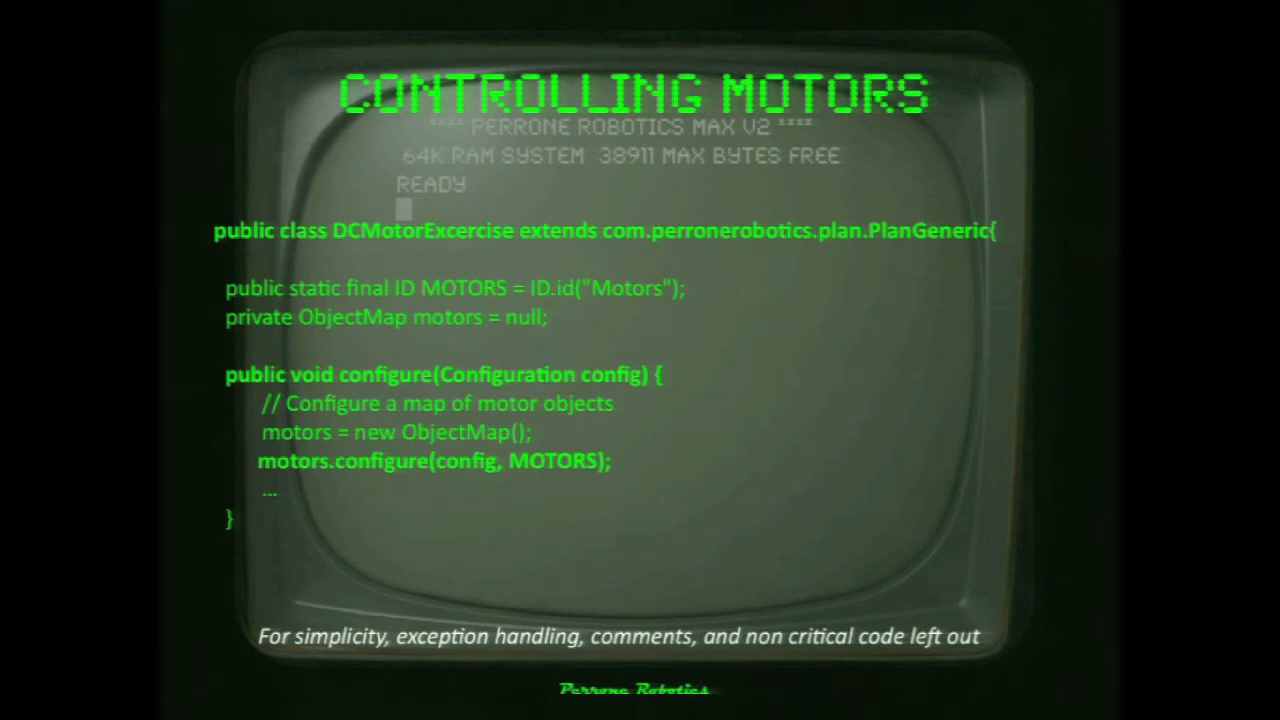 CONTROLLING MOTORS
**** PERRONE ROBOTICS MAX V2 ****
64K RAM SYSTEM 38911 MAX BYTES FREE
READY
public class DCMotorExcercise extends com.perronerobotics.plan.PlanGeneric{
public static final ID MOTORS = ID.id("Motors");
private ObjectMap motors = null;
public void configure(Configuration config) {
// Configure a map of motor objects
motors = new ObjectMap();
motors.configure(config, MOTORS);
...
}
For simplicity, exception handling, comments, and non critical code left out
Perrone Robotics